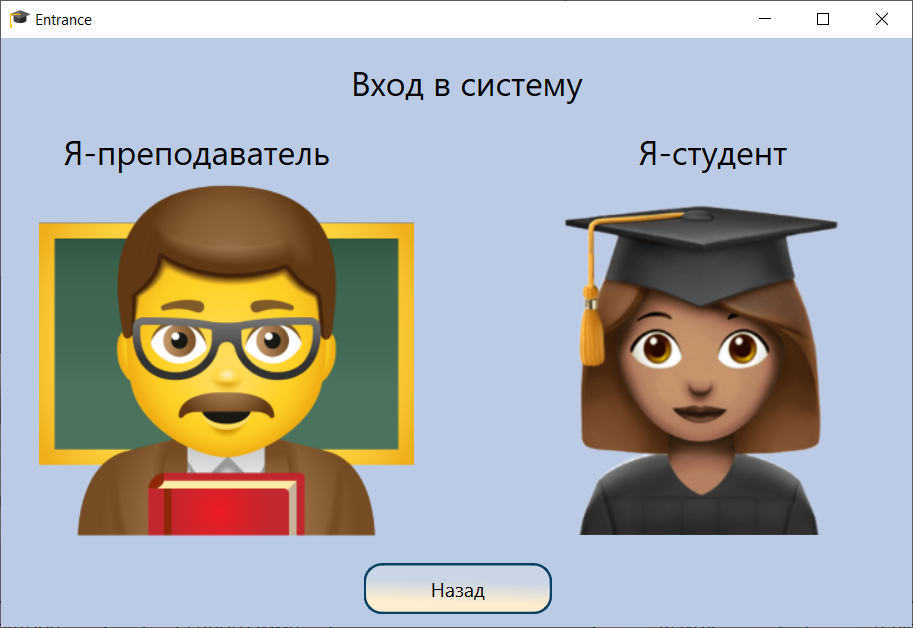 Entrance
Вход в систему
Я-преподаватель
Я-студент
Назад